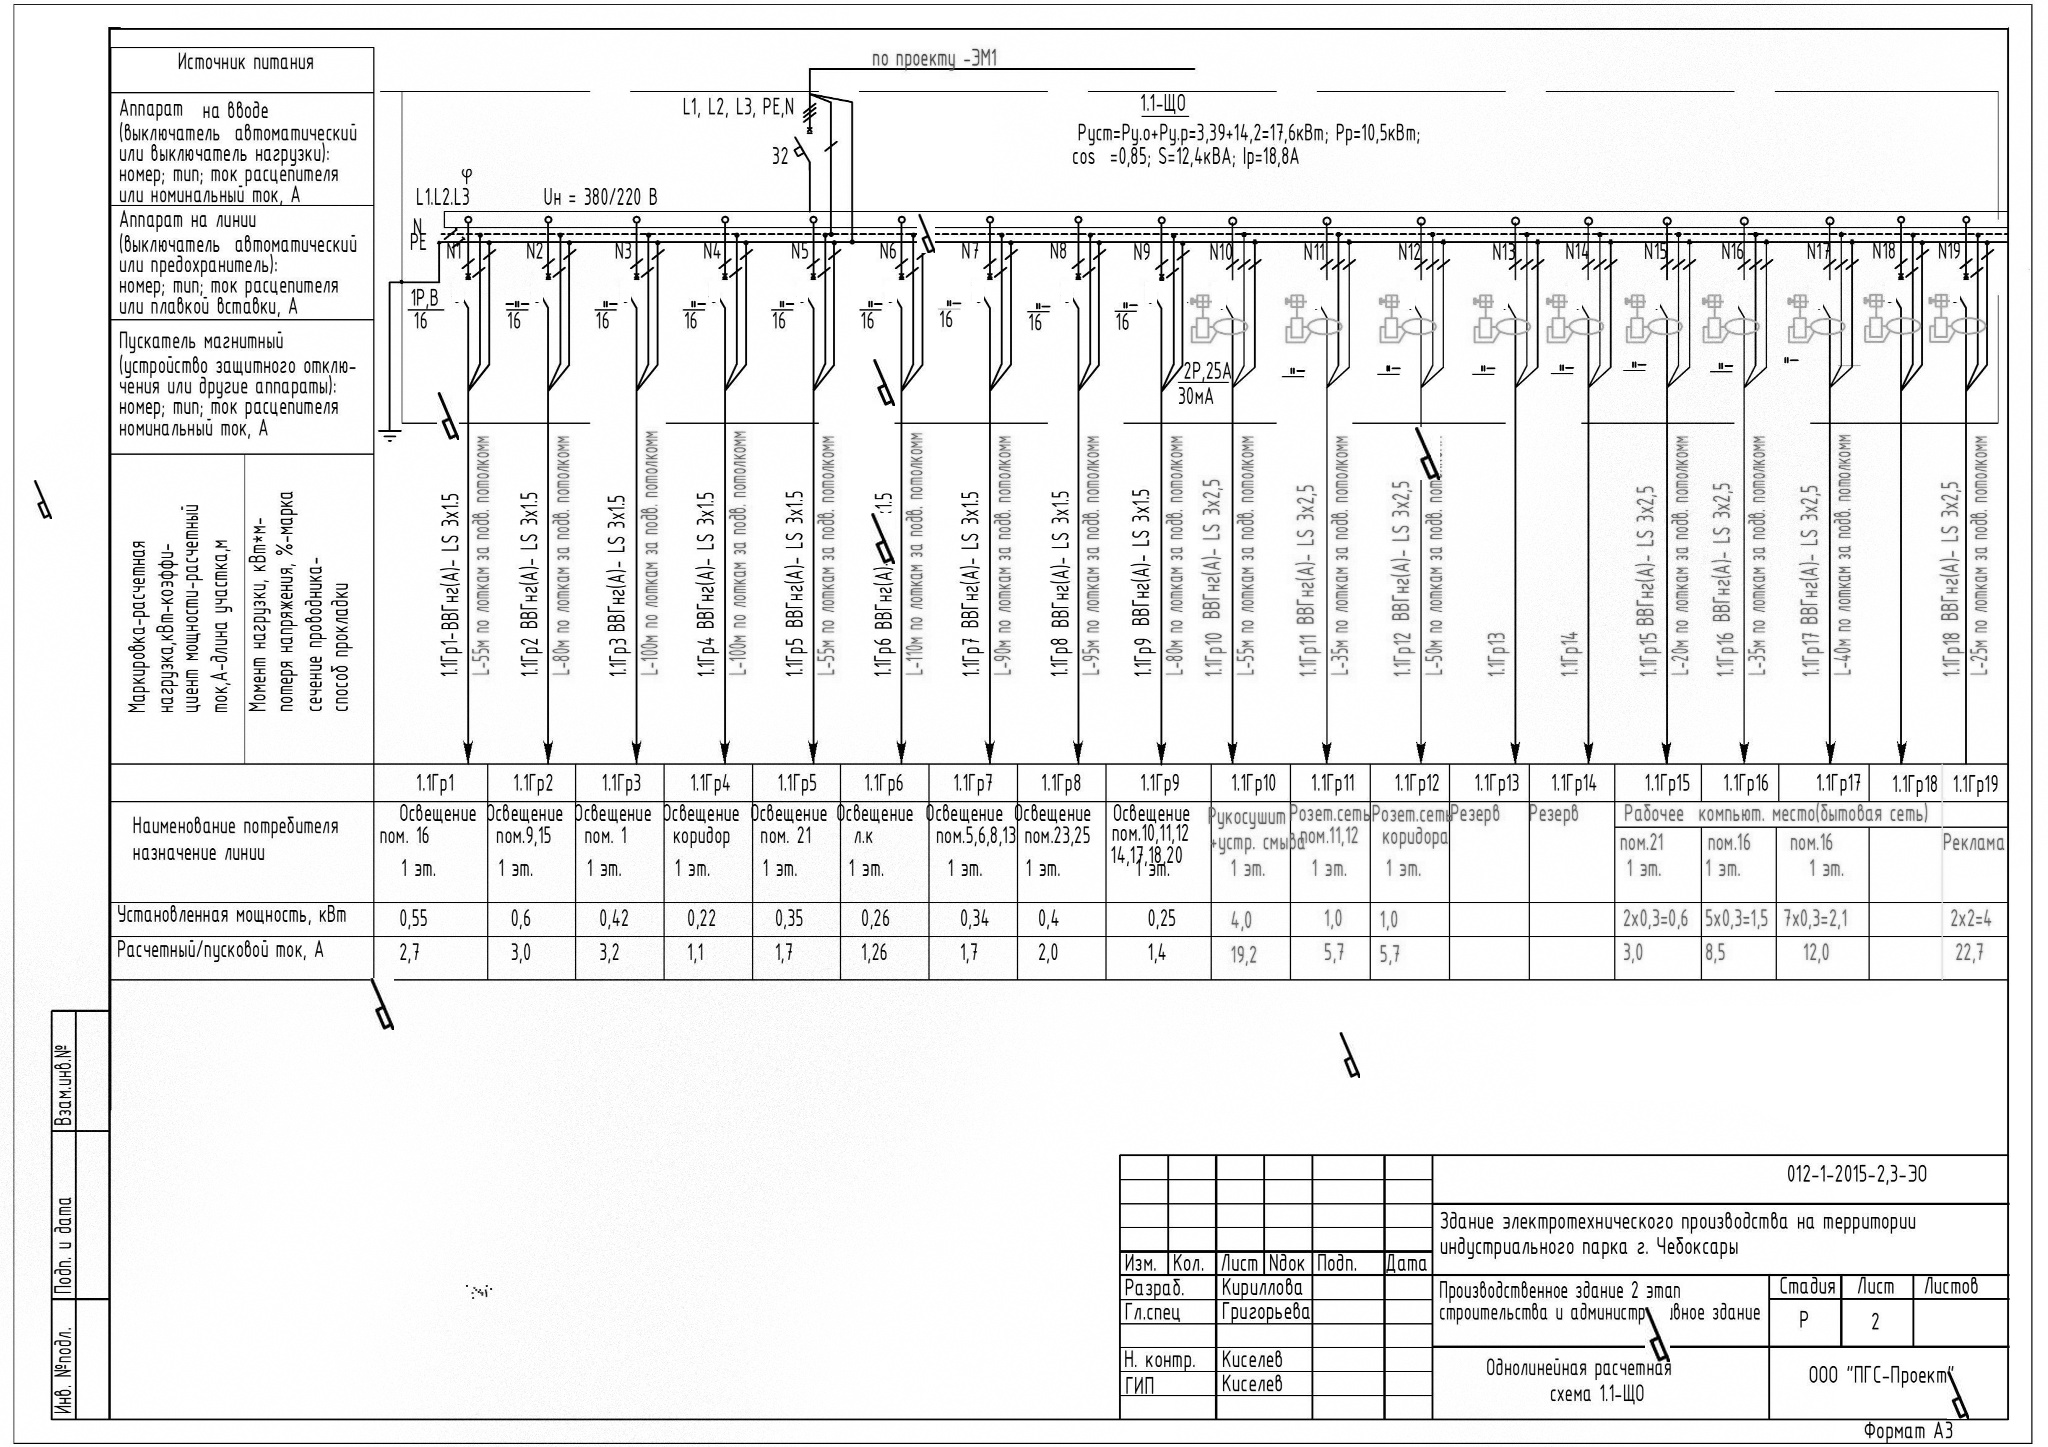 Источник питания
Аппарат на вводе
(выключатель автоматический
или выключатель нагрузки):
номер; тип; ток расцепителя
или номинальный ток, А
Аппарат на линии
(выключатель автоматический
или предохранитель):
номер; тип; ток расцепителя
или плавкой вставки, А
Пускатель магнитный
(устройство защитного отклю-
чения или другие аппараты):
номер; тип; ток расцепителя
номинальный ток, А
Маркировка-расчетная
нагрузка,кВт-коэффи-
циент мощности-расчетный
ток,А-длина участка,м
Момент нагрузки, кВт*м-
потеря напряжения, %-марка
сечение проводника-
способ прокладки
по проекту -ЭМ1
L1, L2, L3, PE,N
32
1.1-ЩО
Руст=Ру.о+Ру.р=3,39+14,2=17,6кВт; Рр=10,5кВт;
cos =0,85; S=12,4кВА; Iр=18,8А
φ
L1.L2.L3
Uн = 380/220 В
N
PE
N1 N2 N3 N4 N5 N6 N7 N8 N9 N10 N11 N12 N13 N14 N15 N16 N17 N18 N19
1Р,В
16 16 16 16 16 16 16 16 16
2Р,25А
30мА
1.1Гр1-ВВГнг(А)- LS 3х1.5
L-55м по лоткам за подв. потолкомм
1.1Гр2 ВВГнг(А)- LS 3х1.5
L-80м по лоткам за подв. потолкомм
1.1Гр3 ВВГнг(А)- LS 3х1.5
L-100м по лоткам за подв. потолкомм
1.1Гр4 ВВГнг(А)- LS 3х1.5
L-100м по лоткам за подв. потолкомм
1.1Гр5 ВВГнг(А)- LS 3х1.5
L-55м по лоткам за подв. потолкомм
1.1Гр6 ВВГнг(А) :1.5
L-110м по лоткам за подв. потолкомм
1.1Гр7 ВВГнг(А)- LS 3х1.5
L-90м по лоткам за подв. потолкомм
1.1Гр8 ВВГнг(А)- LS 3х1.5
L-95м по лоткам за подв. потолкомм
1.1Гр9 ВВГнг(А)- LS 3х1.5
L-80м по лоткам за подв. потолкомм
1.1Гр10 ВВГнг(А)- LS 3х2,5
L-55м по лоткам за подв. потолкомм
1.1Гр11 ВВГнг(А)- LS 3х2,5
L-35м по лоткам за подв. потолкомм
1.1Гр12 ВВГнг(А)- LS 3х2,5
L-50м по лоткам за подв.
1.1Гр13
1.1Гр14
1.1Гр15 ВВГнг(А)- LS 3х2,5
L-20м по лоткам за подв. потолкомм
1.1Гр16 ВВГнг(А)- LS 3х2,5
L-35м по лоткам за подв. потолкомм
1.1Гр17 ВВГнг(А)- LS 3х2,5
L-40м по лоткам за подв. потолкомм
1.1Гр18 ВВГнг(А)- LS 3х2,5
L-25м по лоткам за подв. потолкомм
1.1Гр1 1.1Гр2 1.1Гр3 1.1Гр4 1.1Гр5 1.1Гр6 1.1Гр7 1.1Гр8 1.1Гр9 1.1Гр10 1.1Гр11 1.1Гр12 1.1Гр13 1.1Гр14 1.1Гр15 1.1Гр16 1.1Гр17 1.1Гр18 1.1Гр19
Наименование потребителя
назначение линии
Освещение
пом. 16
1 эт.
Освещение
пом.9,15
1 эт.
Освещение
пом. 1
1 эт.
Освещение
коридор
1 эт.
Освещение
пом. 21
1 эт.
Освещение
л.к
1 эт.
Освещение
пом.5,6,8,13
1 эт.
Освещение
пом.23,25
1 эт.
Освещение
пом.10,11,12
14,17,18,20
1 эт.
Рукосушит
+устр. смыва
1 эт.
Розет.сеть
пом.11,12
1 эт.
Розет.сеть
коридора
1 эт.
Резерв
Резерв
Рабочее компьют. место(бытовая сеть)
пом.21
1 эт.
пом.16
1 эт.
пом.16
1 эт.
Реклама
Установленная мощность, кВт 0,55 0,6 0,42 0,22 0,35 0,26 0,34 0,4 0,25 4,0 1,0 1,0 2х0,3=0,6 5х0,3=1,5 7х0,3=2,1 2х2=4
Расчетный/пусковой ток, А 2,7 3,0 3,2 1,1 1,7 1,26 1,7 2,0 1,4 19,2 5,7 5,7 3,0 8,5 12,0 22,7
Взам.инв.№
Подп. и дата
Инв. №подл.
012-1-2015-2,3-ЭО
Здание электротехнического производства на территории
индустриального парка г. Чебоксары
Изм. Кол. Лист Nдок Подп. Дата
Разраб. Кириллова
Гл.спец Григорьева
Н. контр. Киселев
ГИП Киселев
Производственное здание 2 этап
строительства и админист вное здание
Стадия Лист Листов
Р 2
Однолинейная расчетная
схема 1.1-ЩО
ООО "ПГС-Проект"
Формат А3